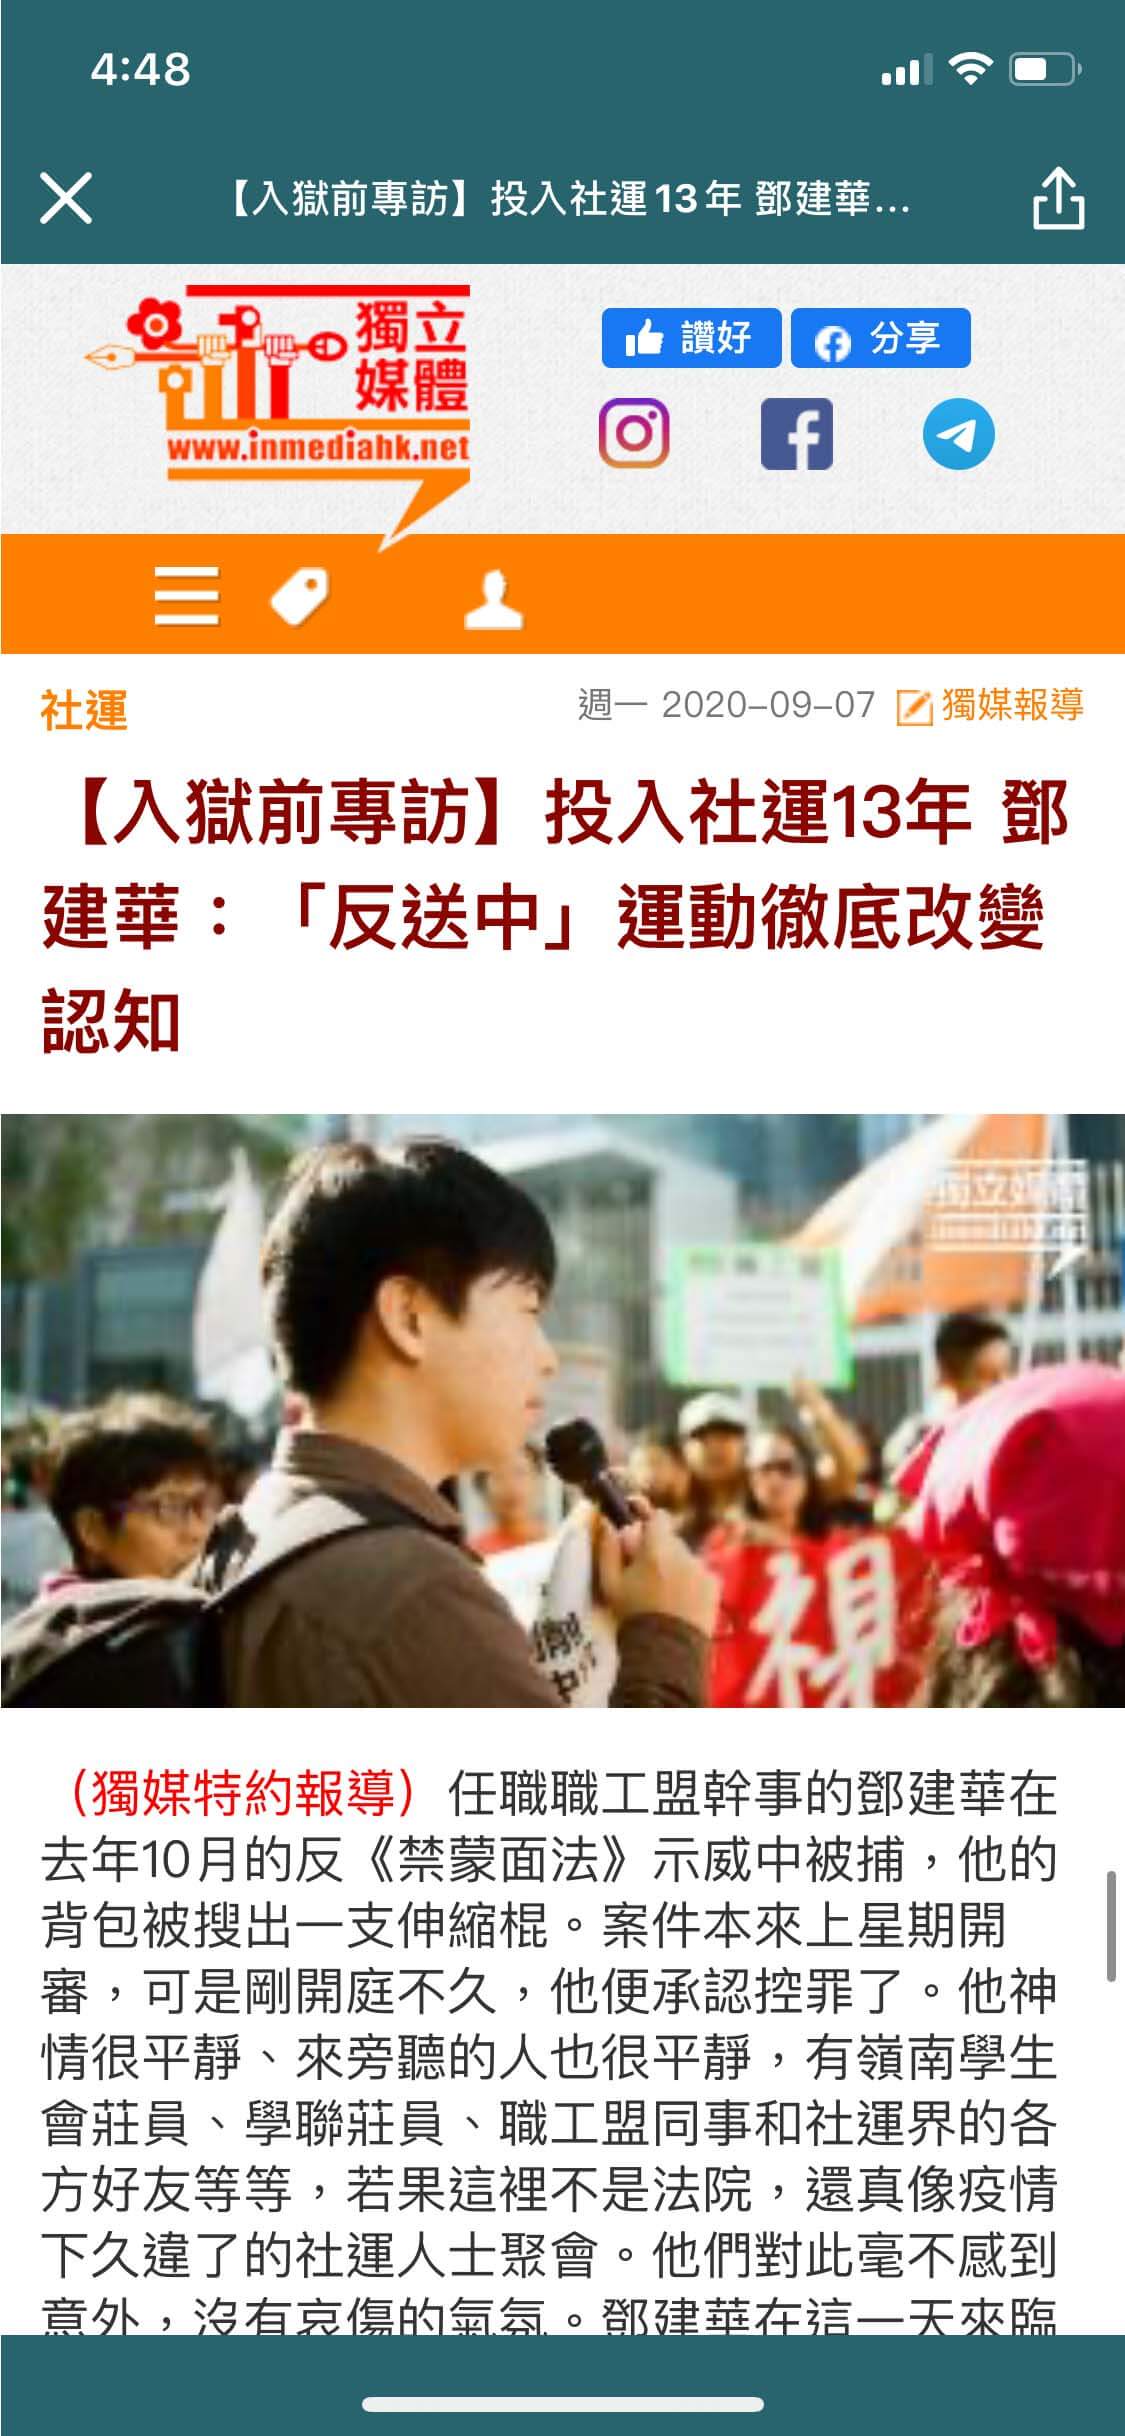 4:48
【入獄前專訪】投入社運13年 鄧建華...
獨立
媒體
www.inmediahk.net
讚好
分享
社運
週一 2020-09-07 獨媒報導
【入獄前專訪】投入社運13年 鄧
建華：「反送中」運動徹底改變
認知
獨立媒體
inmediahk.net
視
（獨媒特約報導）任職職工盟幹事的鄧建華在
去年10月的反《禁蒙面法》示威中被捕，他的
背包被搜出一支伸縮棍。案件本來上星期開
審，可是剛開庭不久，他便承認控罪了。他神
情很平靜、來旁聽的人也很平靜，有嶺南學生
會莊員、學聯莊員、職工盟同事和社運界的各
方好友等等，若果這裡不是法院，還真像疫情
下久違了的社運人士聚會。他們對此毫不感到
意外，沒有哀傷的氣氛。鄧建華在這一天來臨